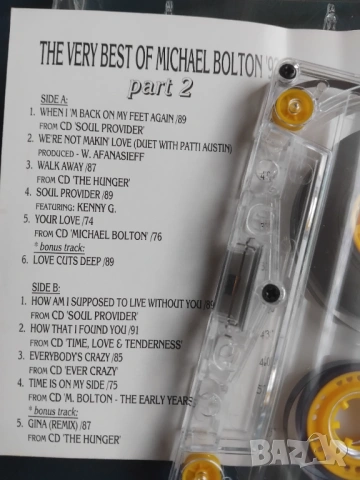 THE VERY BEST OF MICHAEL BOLTON
part 2
SIDE A:
1. WHEN I'M BACK ON MY FEET AGAIN /89
FROM CD 'SOUL PROVIDER'
2. WE'RE NOT MAKIN' LOVE (DUET WITH PATTI AUSTIN)
PRODUCED - W. AFANASIEFF
3. WALK AWAY /87
FROM CD 'THE HUNGER'
4. SOUL PROVIDER /89
FEATURING: KENNY G.
5. YOUR LOVE /74
FROM CD 'MICHAEL BOLTON' /76
* bonus track:
6. LOVE CUTS DEEP /89
SIDE B:
1. HOW AM I SUPPOSED TO LIVE WITHOUT YOU /89
FROM CD 'SOUL PROVIDER'
2. HOW THAT I FOUND YOU /91
FROM CD 'TIME, LOVE & TENDERNESS'
3. EVERYBODY'S CRAZY /85
FROM CD 'EVER CRAZY'
4. TIME IS ON MY SIDE /75
FROM CD 'M. BOLTON - THE EARLY YEARS
* bonus track:
5. GINA (REMIX) /87
FROM CD 'THE HUNGER'
bazar
БГ